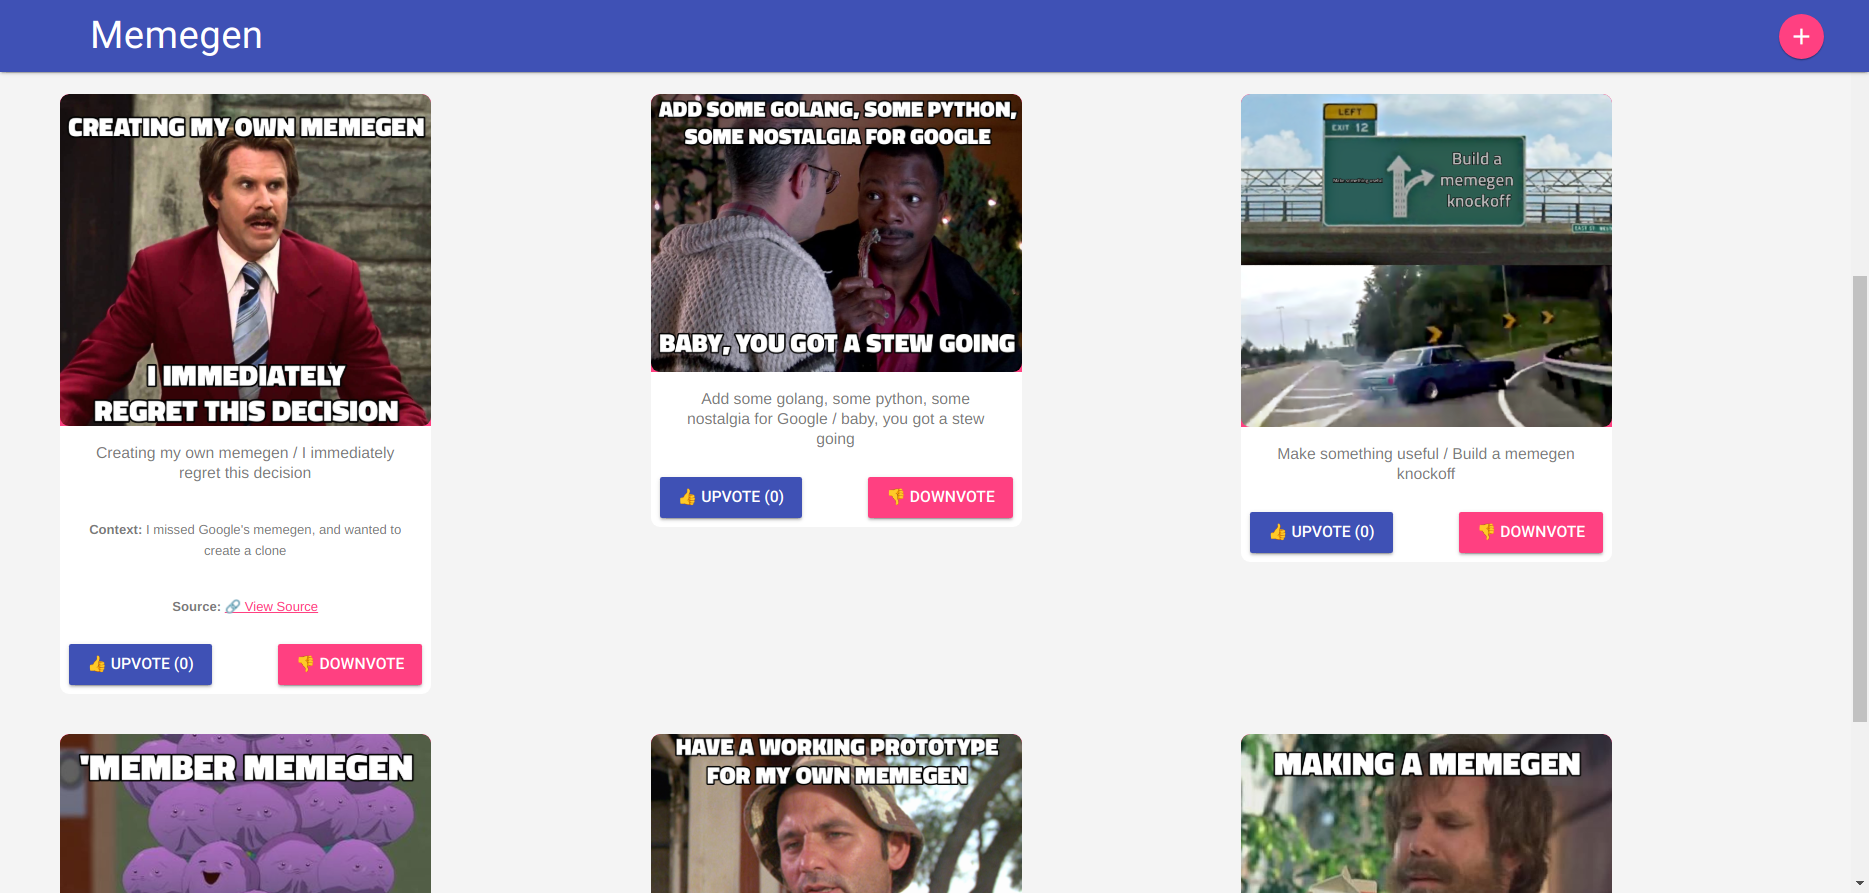 Memegen
+
CREATING MY OWN MEMEGEN
I IMMEDIATELY
REGRET THIS DECISION
Creating my own memegen / I immediately
regret this decision
Context: I missed Google's memegen, and wanted to
create a clone
Source: 🔗 View Source
👍 UPVOTE (0)
👎 DOWNVOTE
ADD SOME GOLANG, SOME PYTHON,
SOME NOSTALGIA FOR GOOGLE
BABY, YOU GOT A STEW GOING
Add some golang, some python, some
nostalgia for Google / baby, you got a stew
going
👍 UPVOTE (0)
👎 DOWNVOTE
LEFT
EXIT 12
Make something useful
Build a
memegen
knockoff
EAST
Make something useful / Build a memegen
knockoff
👍 UPVOTE (0)
👎 DOWNVOTE
'MEMBER MEMEGEN
HAVE A WORKING PROTOTYPE
FOR MY OWN MEMEGEN
MAKING A MEMEGEN